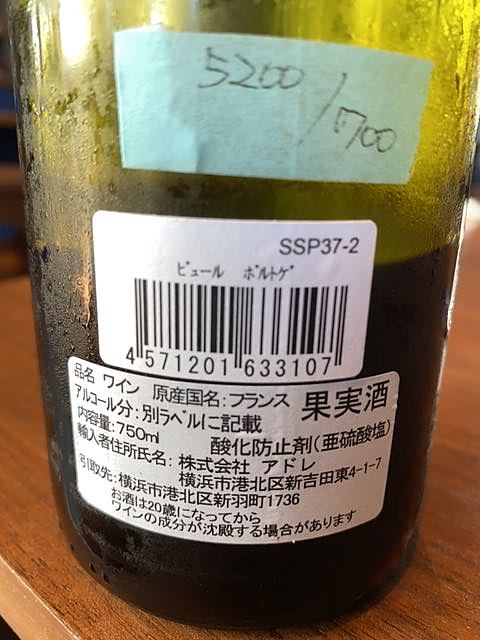 5200/700
SSP37-2
ﾋﾟｭｰﾙ ﾎﾟﾙﾄｹﾞ
4 571201 633107
品名 ワイン 原産国名:フランス 果実酒
アルコール分:別ﾗﾍﾞﾙに記載
内容量:750ml 酸化防止剤(亜硫酸塩)
輸入者住所氏名:株式会社 アドレ
横浜市港北区新吉田東4-1-7
引取先:横浜市港北区新羽町1736
お酒は20歳になってから
ワインの成分が沈殿する場合があります